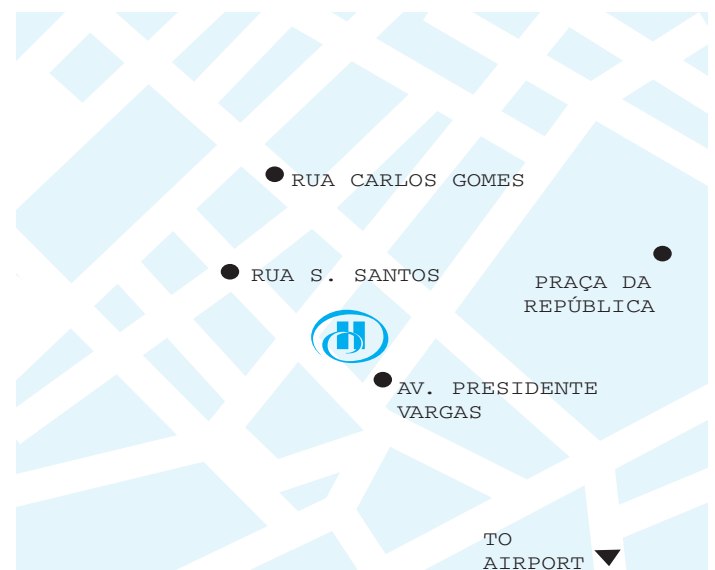 RUA CARLOS GOMES
RUA S. SANTOS
PRAÇA DA
REPÚBLICA
AV. PRESIDENTE
VARGAS
TO
AIRPORT